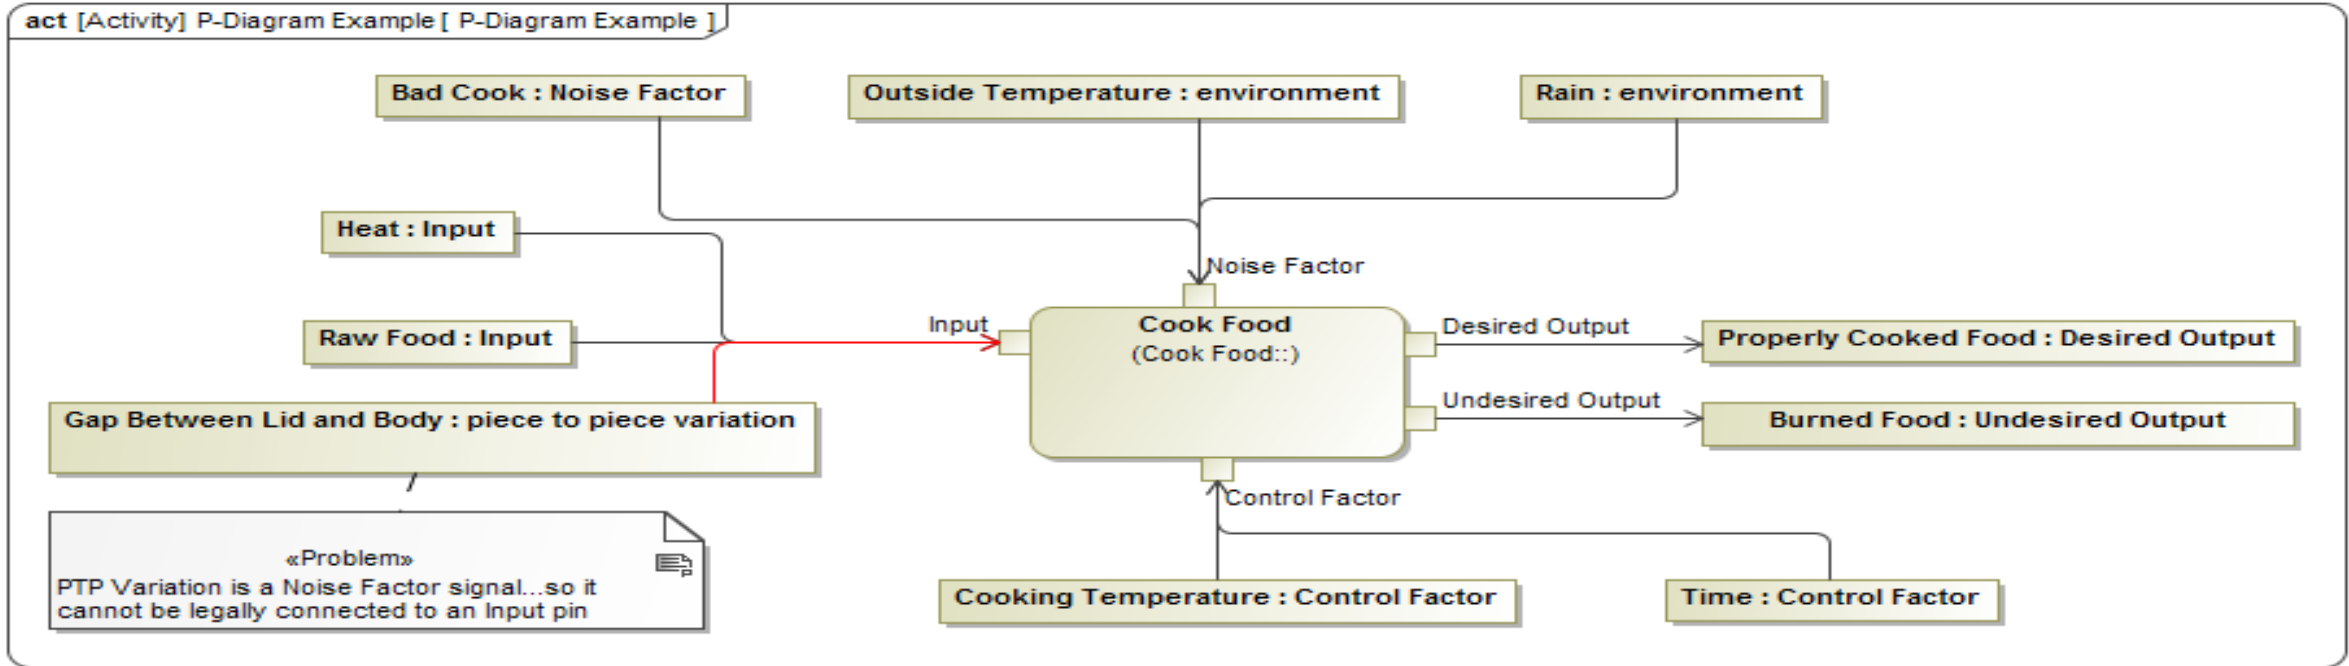 act [Activity] P-Diagram Example [ P-Diagram Example ]
Bad Cook : Noise Factor
Outside Temperature : environment
Rain : environment
Heat : Input
Noise Factor
Raw Food : Input
Input
Cook Food
(Cook Food::)
Desired Output
Properly Cooked Food : Desired Output
Gap Between Lid and Body : piece to piece variation
Undesired Output
Burned Food : Undesired Output
Control Factor
«Problem»
PTP Variation is a Noise Factor signal...so it
cannot be legally connected to an Input pin
Cooking Temperature : Control Factor
Time : Control Factor